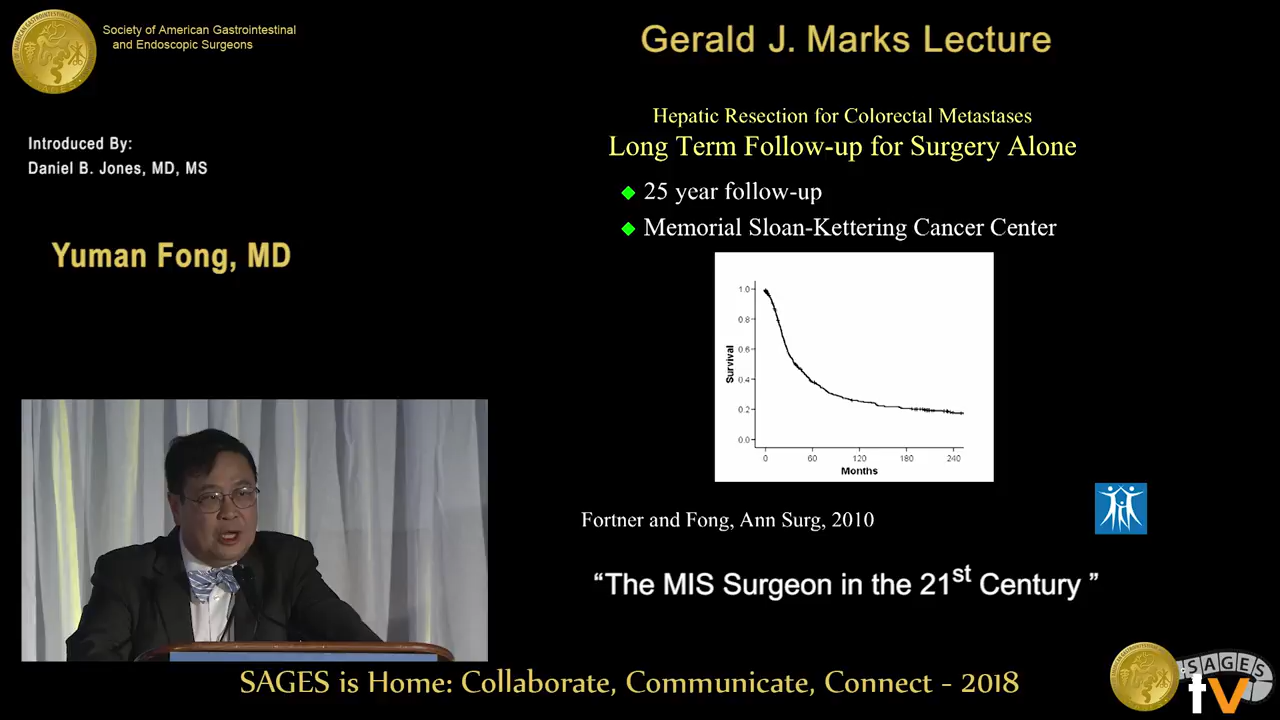 Society of American Gastrointestinal
and Endoscopic Surgeons
Gerald J. Marks Lecture
Introduced By:
Daniel B. Jones, MD, MS
Yuman Fong, MD
Hepatic Resection for Colorectal Metastases
Long Term Follow-up for Surgery Alone
25 year follow-up
Memorial Sloan-Kettering Cancer Center
1.0
0.8
0.6
0.4
0.2
0.0
Survival
0 60 120 180 240
Months
Fortner and Fong, Ann Surg, 2010
“The MIS Surgeon in the 21st Century ”
SAGES is Home: Collaborate, Communicate, Connect - 2018
SAGES
tv